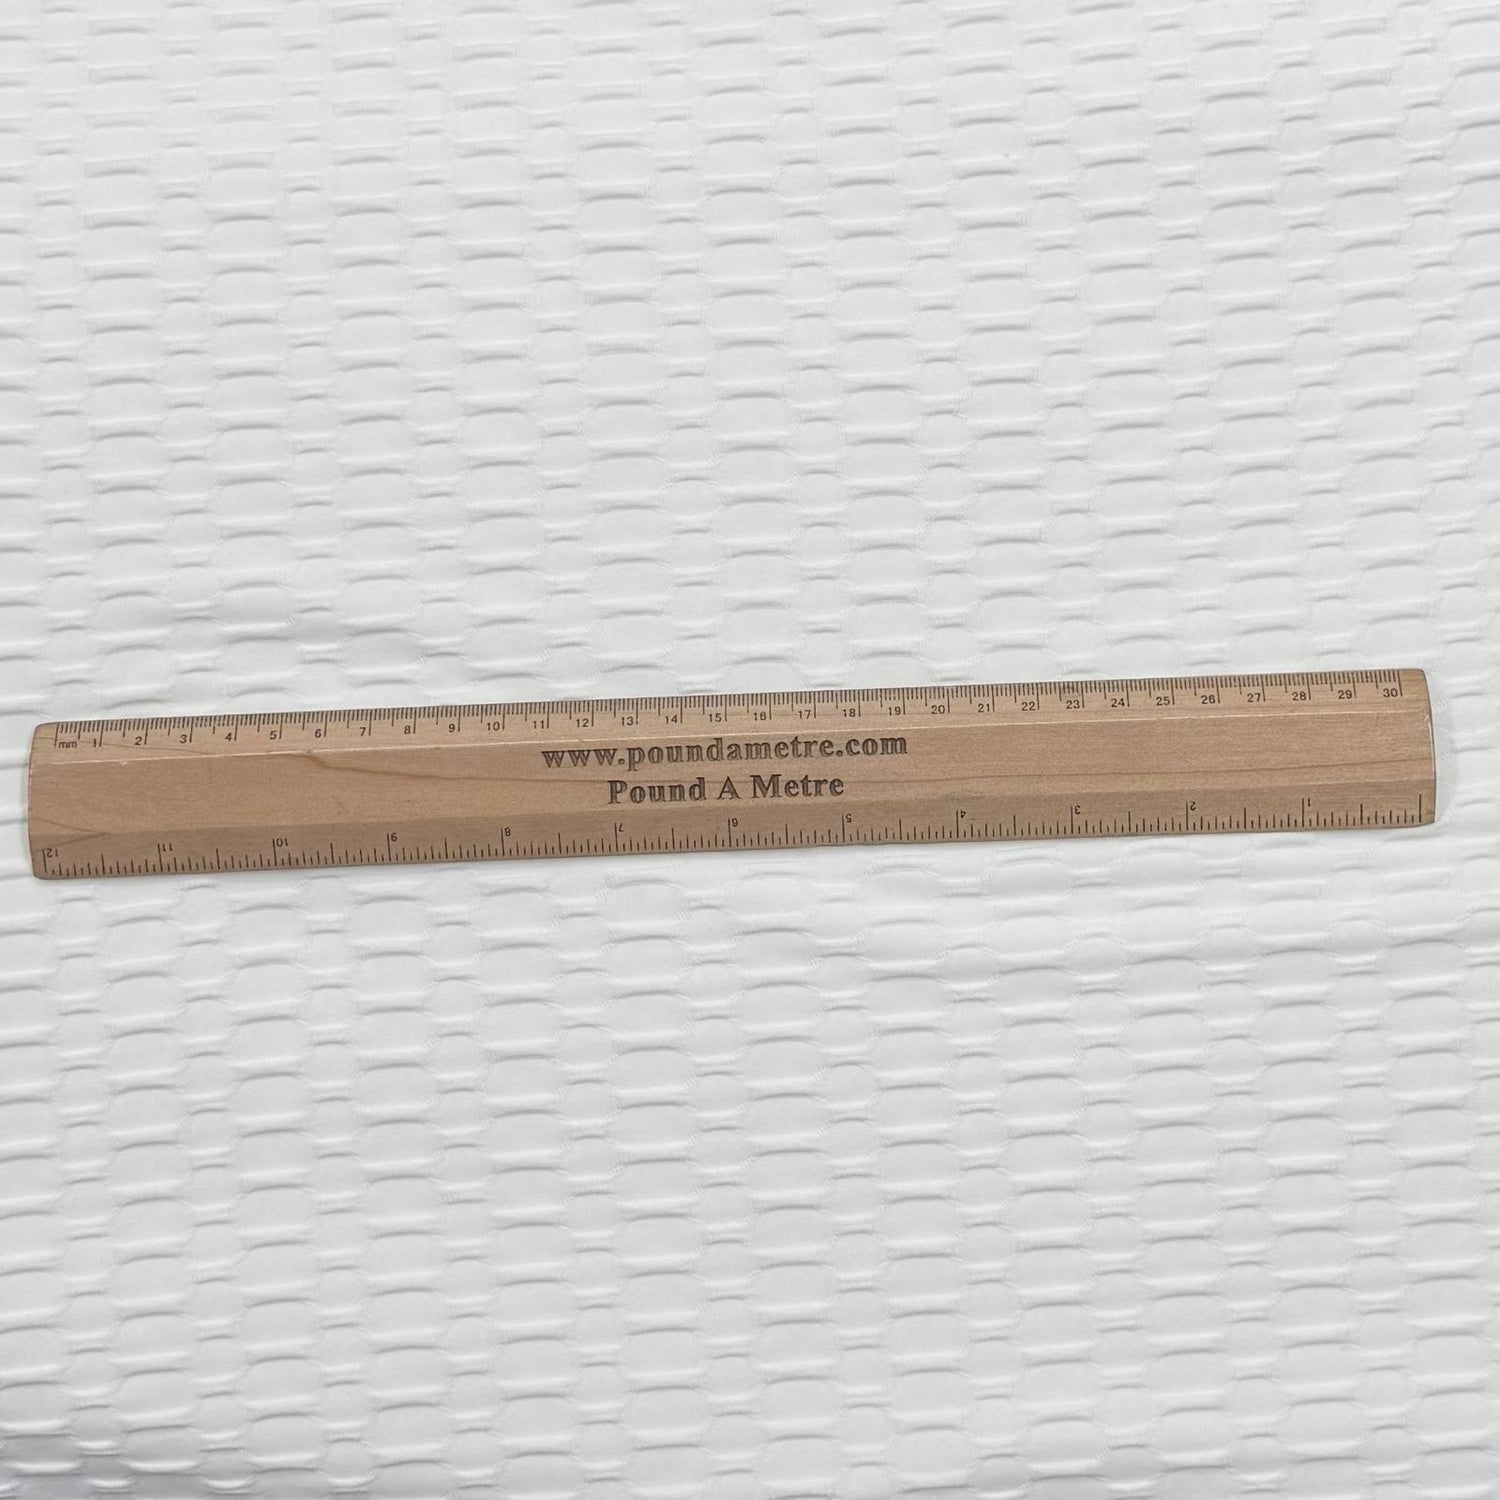 mm 1 2 3 4 5 6 7 8 9 10 11 12 13 14 15 16 17 18 19 20 21 22 23 24 25 26 27 28 29 30
www.poundametre.com
Pound A Metre
12 11 10 9 8 7 6 5 4 3 2 1